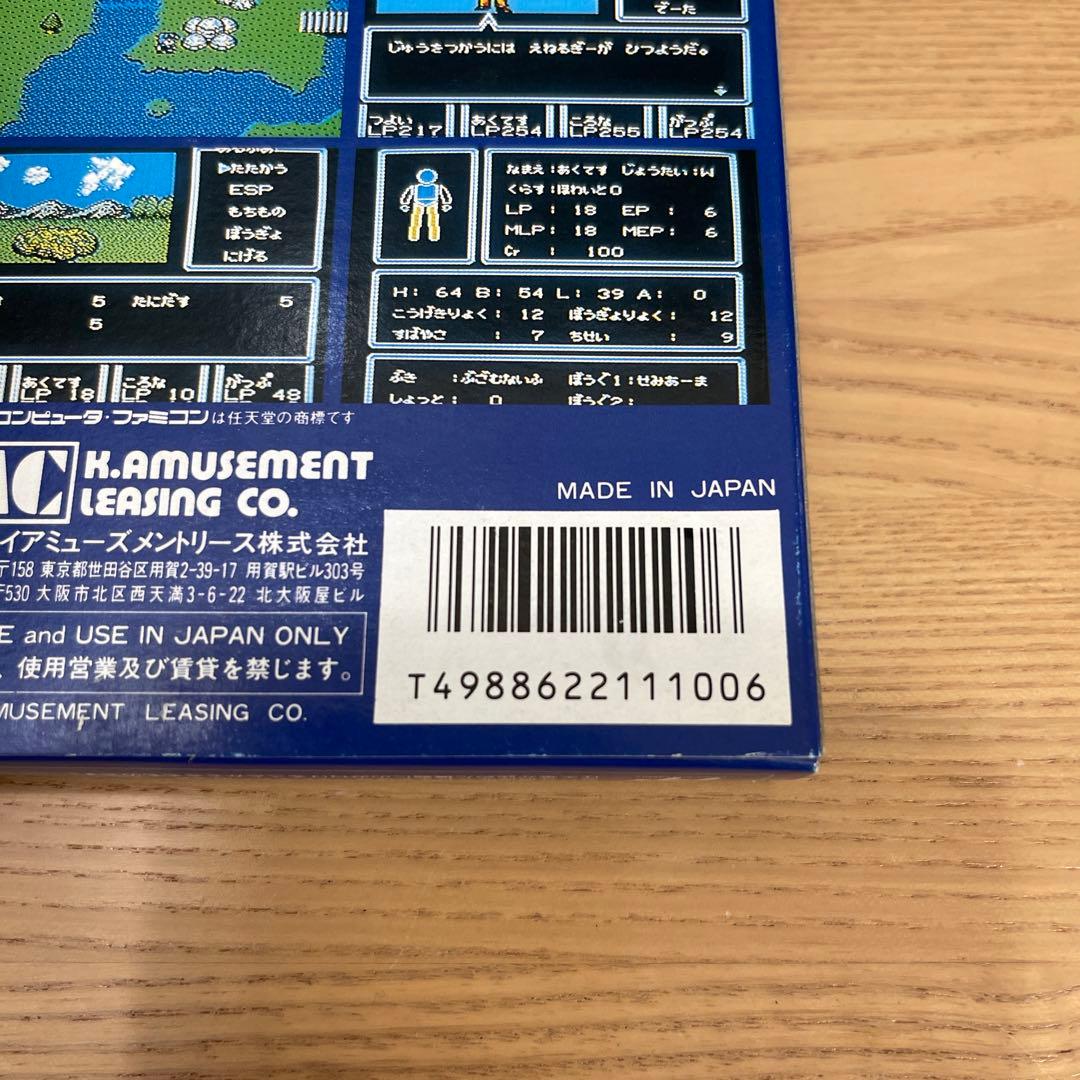 でーた
じゅうをつかうには えねるぎーが ひつようだ。
つよい あくてす ころな がっぷ
LP217 LP254 LP255 LP254
▷たたかう
ESP
もちもの
ぼうぎょ
にげる
5 たにだす 5
5
あくてす ころな がっぷ
LP 18 LP 10 LP 48
なまえ:あくてす じょうたい:W
くらす:ほわいとO
LP : 18 EP : 6
MLP: 18 MEP: 6
Cr : 100
H: 64 B: 54 L: 39 A: 0
こうげきりょく: 12 ぼうぎょりょく: 12
すばやさ : 7 ちせい : 9
ぶき :ぷざむないふ ぼうぐ1:せみあーま
しょっと: 0 ぼうぐ2:
コンピュータ・ファミコンは任天堂の商標です
K.AMUSEMENT
LEASING CO.
イアミューズメントリース株式会社
〒158 東京都世田谷区用賀2-39-17 用賀駅ビル303号
〒530 大阪市北区西天満3-6-22 北大阪屋ビル
E and USE IN JAPAN ONLY
、使用営業及び賃貸を禁じます。
MUSEMENT LEASING CO.
MADE IN JAPAN
T4988622111006